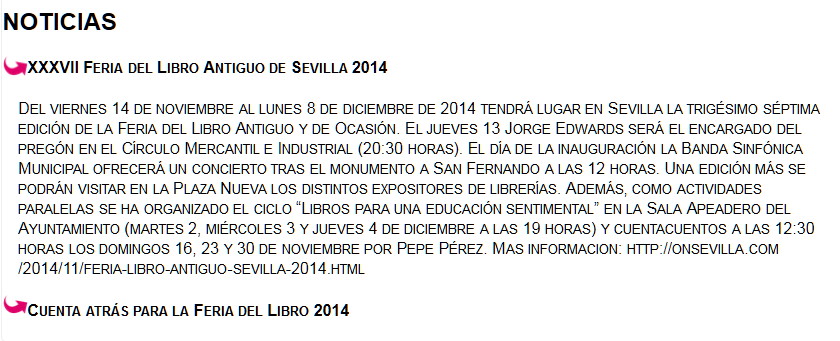 NOTICIAS
XXXVII Feria del Libro Antiguo de Sevilla 2014
Del viernes 14 de noviembre al lunes 8 de diciembre de 2014 tendrá lugar en Sevilla la trigésimo séptima
edición de la Feria del Libro Antiguo y de Ocasión. El jueves 13 Jorge Edwards será el encargado del
pregón en el Círculo Mercantil e Industrial (20:30 horas). El día de la inauguración la Banda Sinfónica
Municipal ofrecerá un concierto tras el monumento a San Fernando a las 12 horas. Una edición más se
podrán visitar en la Plaza Nueva los distintos expositores de librerías. Además, como actividades
paralelas se ha organizado el ciclo “Libros para una educación sentimental” en la Sala Apeadero del
Ayuntamiento (martes 2, miércoles 3 y jueves 4 de diciembre a las 19 horas) y cuentacuentos a las 12:30
horas los domingos 16, 23 y 30 de noviembre por Pepe Pérez. Mas informacion: http://onsevilla.com
/2014/11/feria-libro-antiguo-sevilla-2014.html
Cuenta atrás para la Feria del Libro 2014